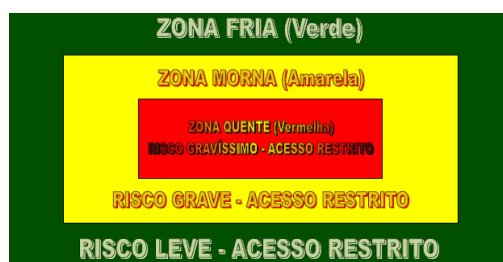 ZONA FRIA (Verde)
ZONA MORNA (Amarela)
ZONA QUENTE (Vermelha)
RISCO GRAVÍSSIMO - ACESSO RESTRITO
RISCO GRAVE - ACESSO RESTRITO
RISCO LEVE - ACESSO RESTRITO